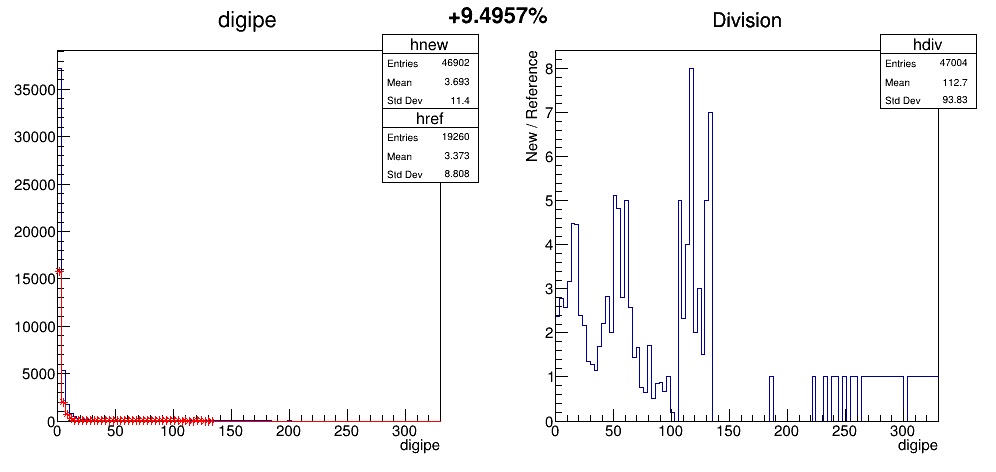 +9.4957%
digipe
hnew
Entries 46902
Mean 3.693
Std Dev 11.4
href
Entries 19260
Mean 3.373
Std Dev 8.808
35000
30000
25000
20000
15000
10000
5000
0
0 50 100 150 200 250 300
digipe
Division
hdiv
Entries 47004
Mean 112.7
Std Dev 93.83
New / Reference
8
7
6
5
4
3
2
1
0
0 50 100 150 200 250 300
digipe